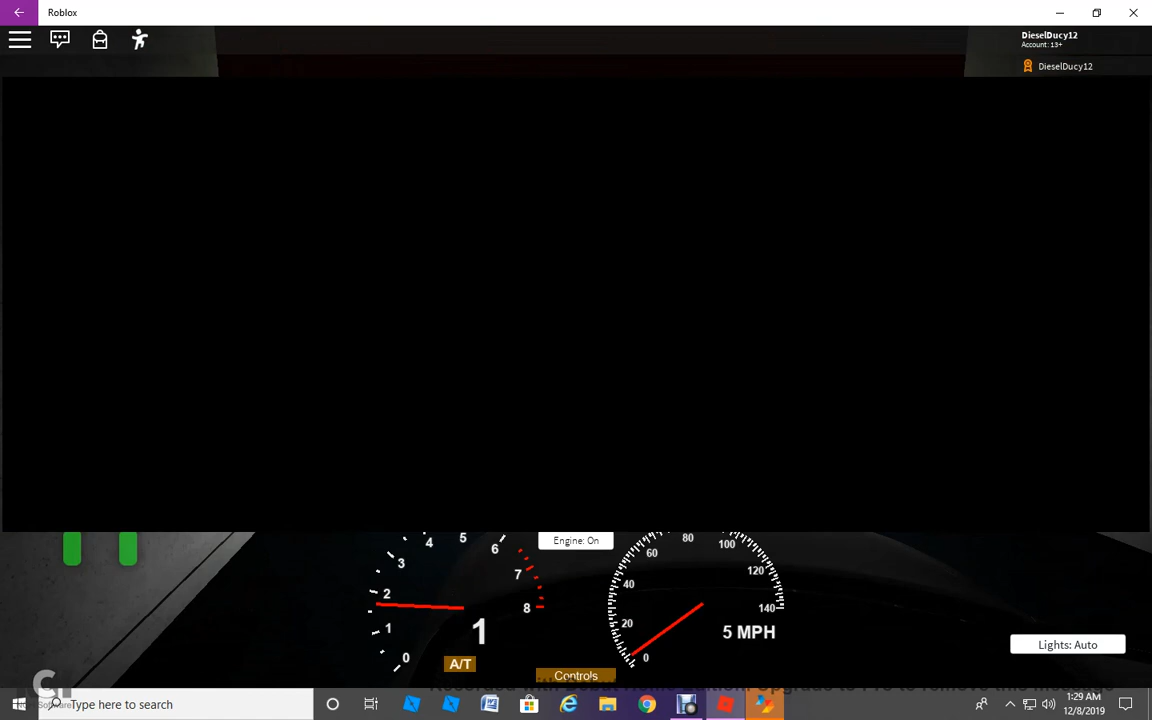 Roblox
DieselDucy12
Account: 13+
DieselDucy12
Engine: On
0 1 2 3 4 5 6 7 8
1
A/T
0 20 40 60 80 100 120 140
5 MPH
Controls
Lights: Auto
Type here to search
1:29 AM
12/8/2019